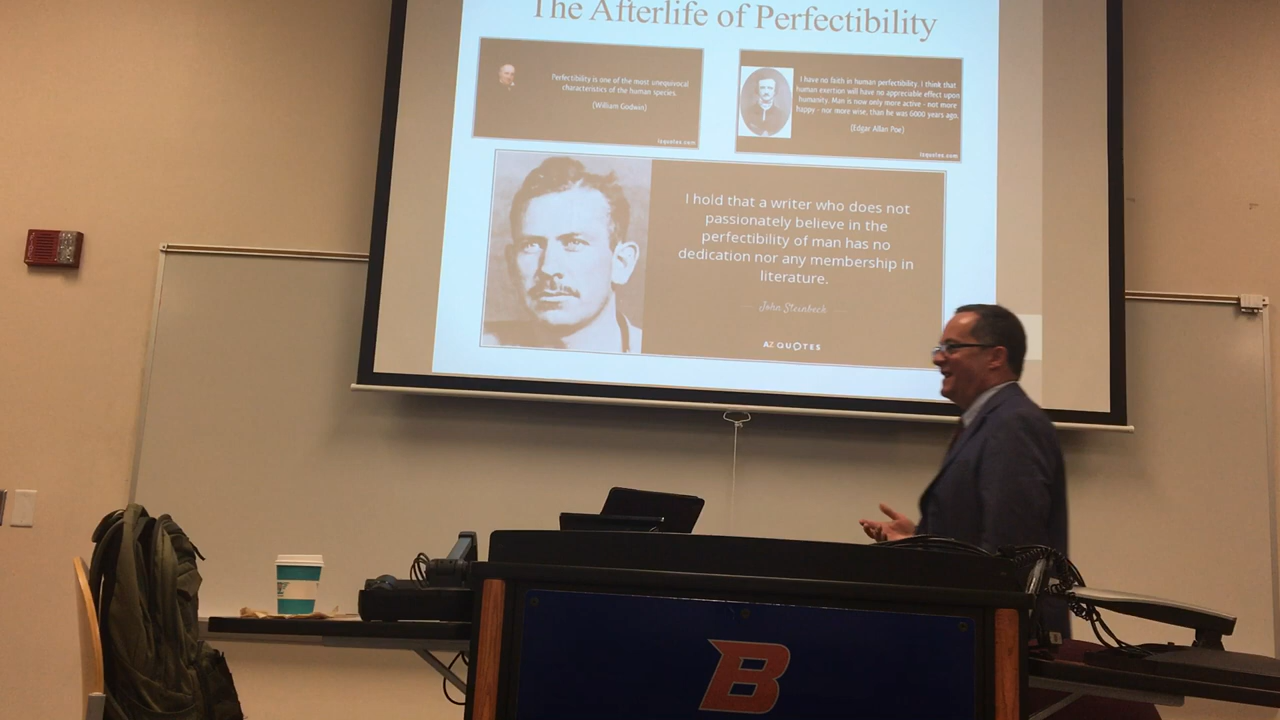 The Afterlife of Perfectibility
Perfectibility is one of the most unequivocal
characteristics of the human species.
(William Godwin)
izquotes.com
I have no faith in human perfectibility. I think that
human exertion will have no appreciable effect upon
humanity. Man is now only more active - not more
happy - nor more wise, than he was 6000 years ago.
(Edgar Allan Poe)
izquotes.com
I hold that a writer who does not
passionately believe in the
perfectibility of man has no
dedication nor any membership in
literature.
John Steinbeck
AZ QUOTES
B